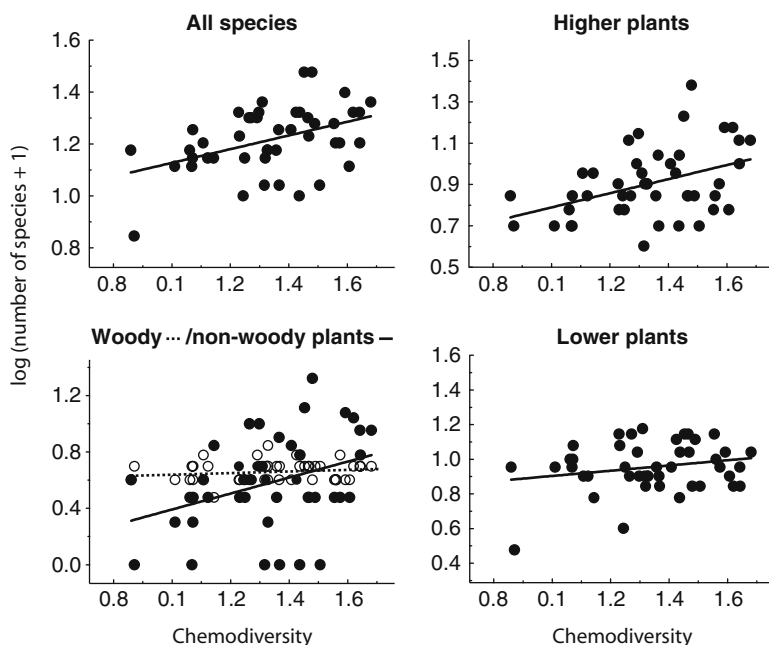 All species
Higher plants
1.6
1.4
1.2
1.0
0.8
0.8 1.0 1.2 1.4 1.6
1.5
1.3
1.1
0.9
0.7
0.5
0.8 0.1 1.2 1.4 1.6
log (number of species + 1)
Woody ··· /non-woody plants –
Lower plants
1.2
0.8
0.4
0.0
0.8 0.1 1.2 1.4 1.6
Chemodiversity
1.4
1.2
1.0
0.8
0.6
0.4
0.8 0.1 1.2 1.4 1.6
Chemodiversity